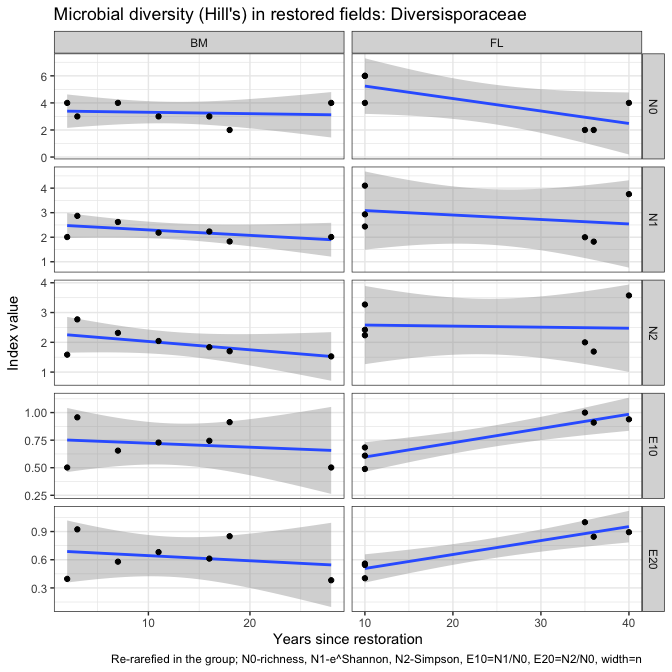 Microbial diversity (Hill's) in restored fields: Diversisporaceae
BM
FL
6
4
2
0
N0
4
3
2
1
N1
4
3
2
1
N2
1.00
0.75
0.50
0.25
E10
0.9
0.6
0.3
E20
Index value
10
20
10
20
30
40
Years since restoration
Re-rarefied in the group; N0-richness, N1-e^Shannon, N2-Simpson, E10=N1/N0, E20=N2/N0, width=n